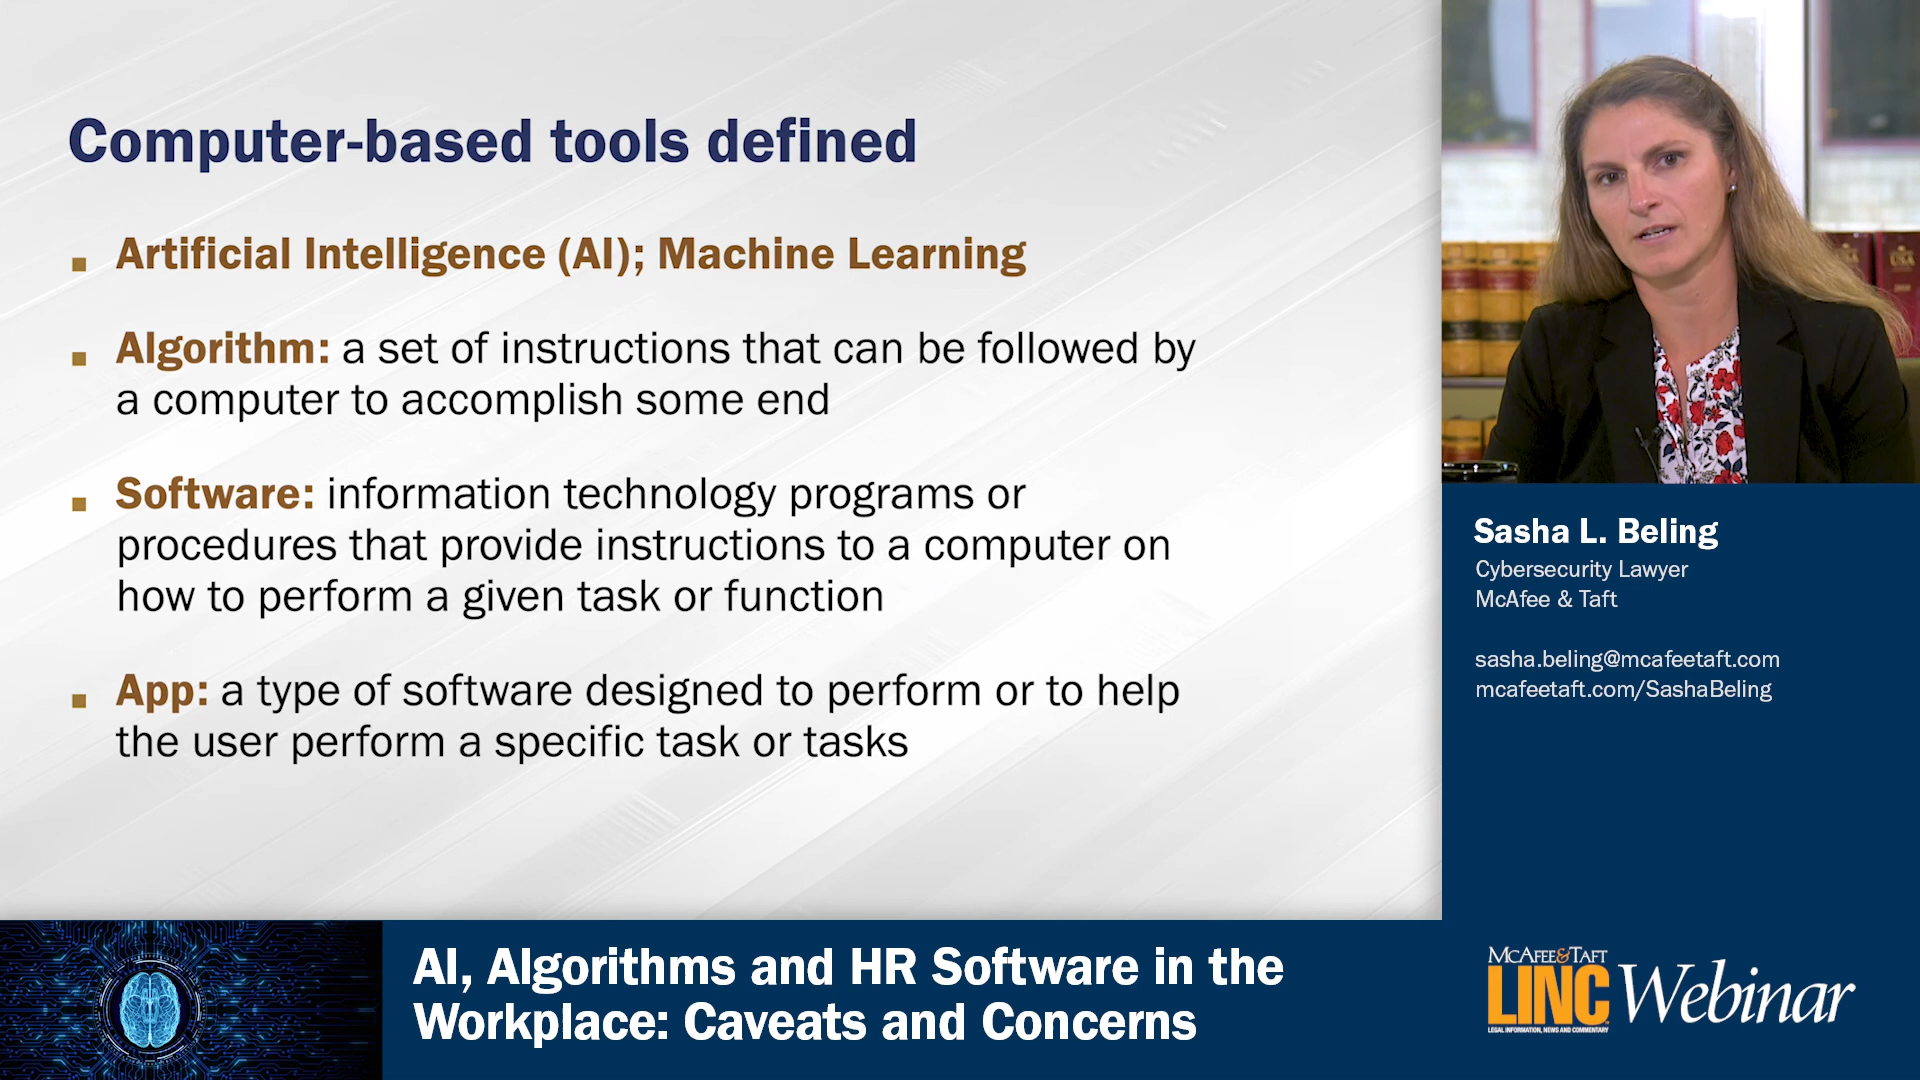 Computer-based tools defined
Artificial Intelligence (AI); Machine Learning
Algorithm: a set of instructions that can be followed by
a computer to accomplish some end
Software: information technology programs or
procedures that provide instructions to a computer on
how to perform a given task or function
App: a type of software designed to perform or to help
the user perform a specific task or tasks
USA
Sasha L. Beling
Cybersecurity Lawyer
McAfee & Taft
sasha.beling@mcafeetaft.com
mcafeetaft.com/SashaBeling
AI, Algorithms and HR Software in the
Workplace: Caveats and Concerns
MCAFEE&TAFT
LINC Webinar
LEGAL INFORMATION, NEWS AND COMMENTARY